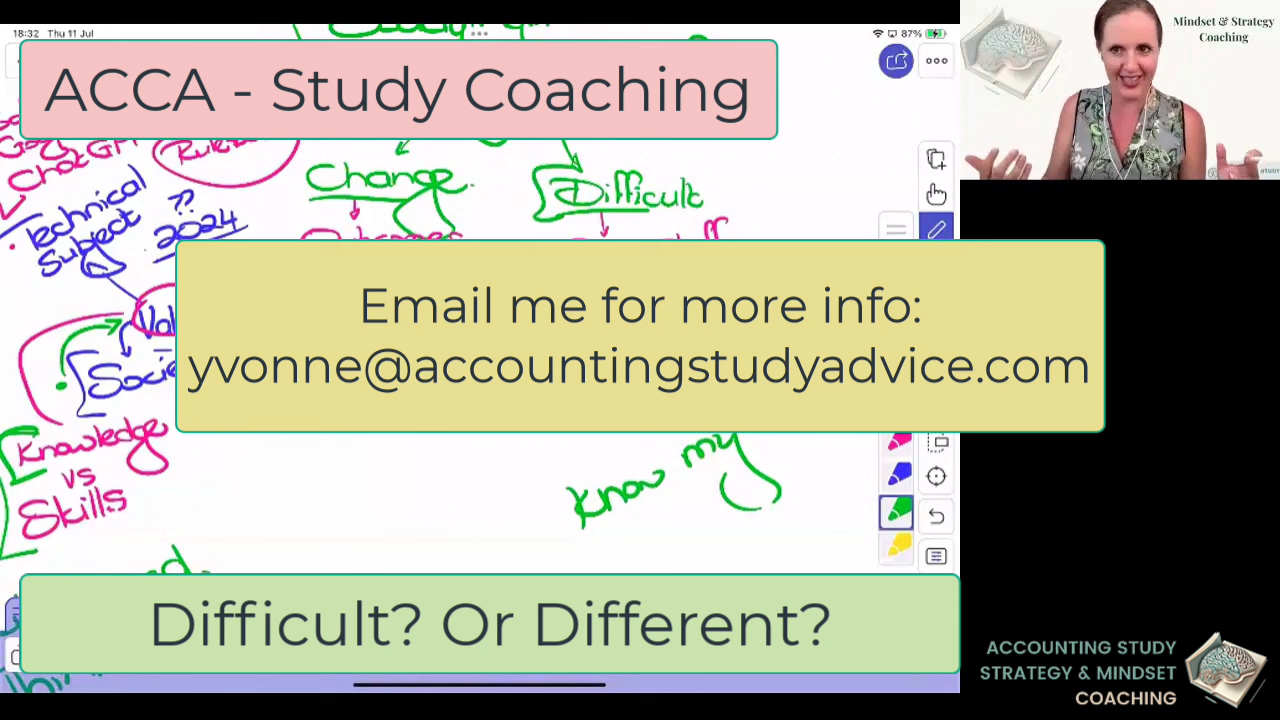 18:32 Thu 11 Jul
87%
Mindset & Strategy
Coaching
ACCA - Study Coaching
ChatGPT
Change
Difficult
Technical
Subject
??
2024
Email me for more info:
yvonne@accountingstudyadvice.com
Knowledge
vs
Skills
Know my
Difficult? Or Different?
ACCOUNTING STUDY
STRATEGY & MINDSET
COACHING